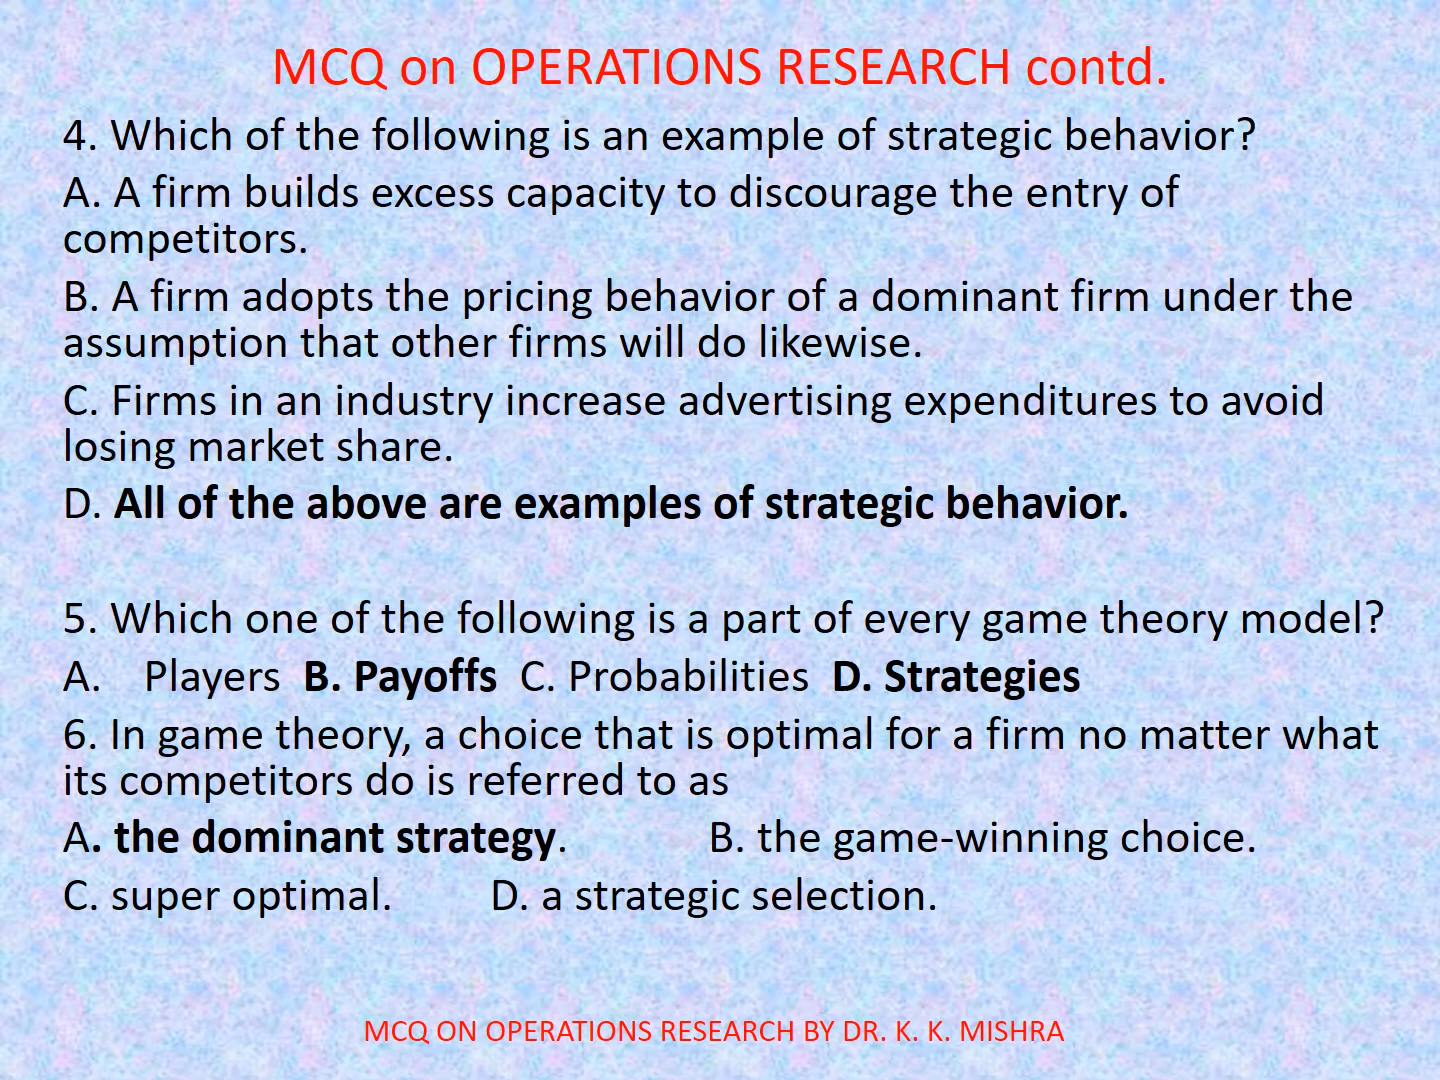 MCQ on OPERATIONS RESEARCH contd.
4. Which of the following is an example of strategic behavior?
A. A firm builds excess capacity to discourage the entry of
competitors.
B. A firm adopts the pricing behavior of a dominant firm under the
assumption that other firms will do likewise.
C. Firms in an industry increase advertising expenditures to avoid
losing market share.
D. All of the above are examples of strategic behavior.
5. Which one of the following is a part of every game theory model?
A. Players B. Payoffs C. Probabilities D. Strategies
6. In game theory, a choice that is optimal for a firm no matter what
its competitors do is referred to as
A. the dominant strategy. B. the game-winning choice.
C. super optimal. D. a strategic selection.
MCQ ON OPERATIONS RESEARCH BY DR. K. K. MISHRA